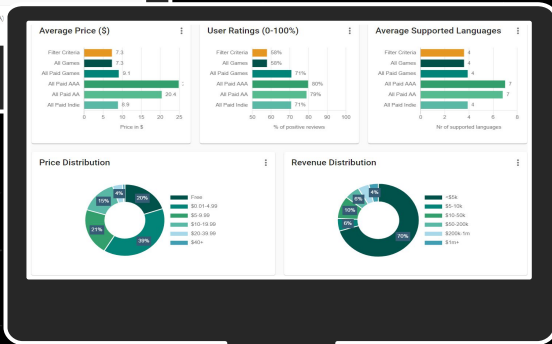 Average Price ($)
Filter Criteria 7.3
All Games 7.3
All Paid Games 9.1
All Paid AAA
All Paid AA 20.4
All Paid Indie 8.9
0 5 10 15 20 25
Price in $
User Ratings (0-100%)
Filter Criteria 58%
All Games 58%
All Paid Games 71%
All Paid AAA 80%
All Paid AA 79%
All Paid Indie 71%
50 60 70 80 90 100
% of positive reviews
Average Supported Languages
Filter Criteria 4
All Games 4
All Paid Games 4
All Paid AAA 7
All Paid AA 7
All Paid Indie 4
0 2 4 6 8
Nr of supported languages
Price Distribution
4%
20%
15%
21%
39%
Free
$0.01-4.99
$5-9.99
$10-19.99
$20-39.99
$40+
Revenue Distribution
4%
6%
10%
6%
70%
<$5k
$5-10k
$10-50k
$50-200k
$200k-1m
$1m+